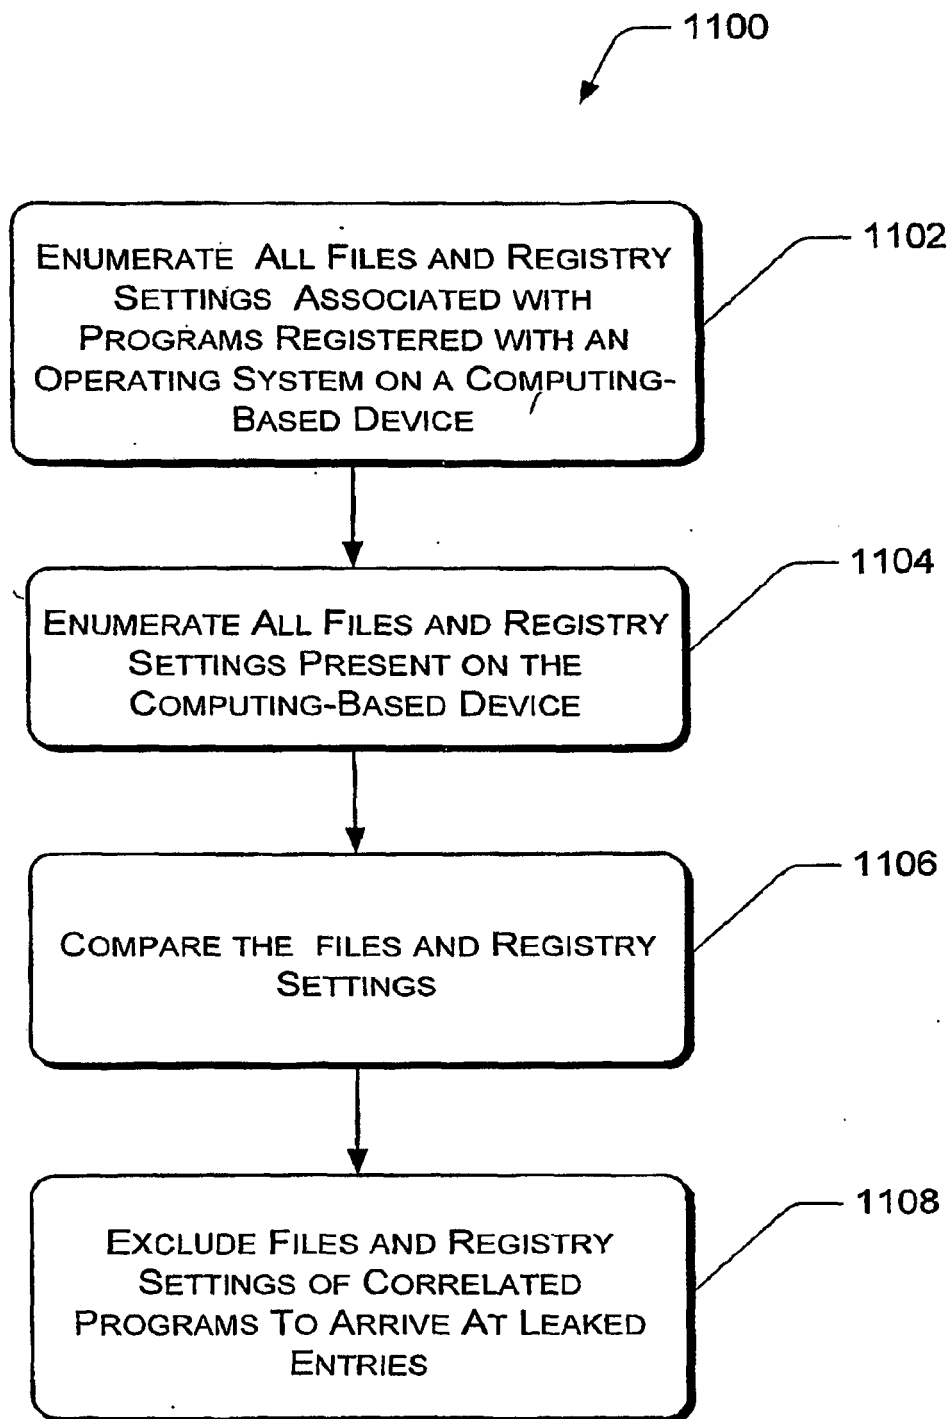 1100
1102
ENUMERATE ALL FILES AND REGISTRY
SETTINGS ASSOCIATED WITH
PROGRAMS REGISTERED WITH AN
OPERATING SYSTEM ON A COMPUTING-
BASED DEVICE
1104
ENUMERATE ALL FILES AND REGISTRY
SETTINGS PRESENT ON THE
COMPUTING-BASED DEVICE
1106
COMPARE THE FILES AND REGISTRY
SETTINGS
1108
EXCLUDE FILES AND REGISTRY
SETTINGS OF CORRELATED
PROGRAMS TO ARRIVE AT LEAKED
ENTRIES